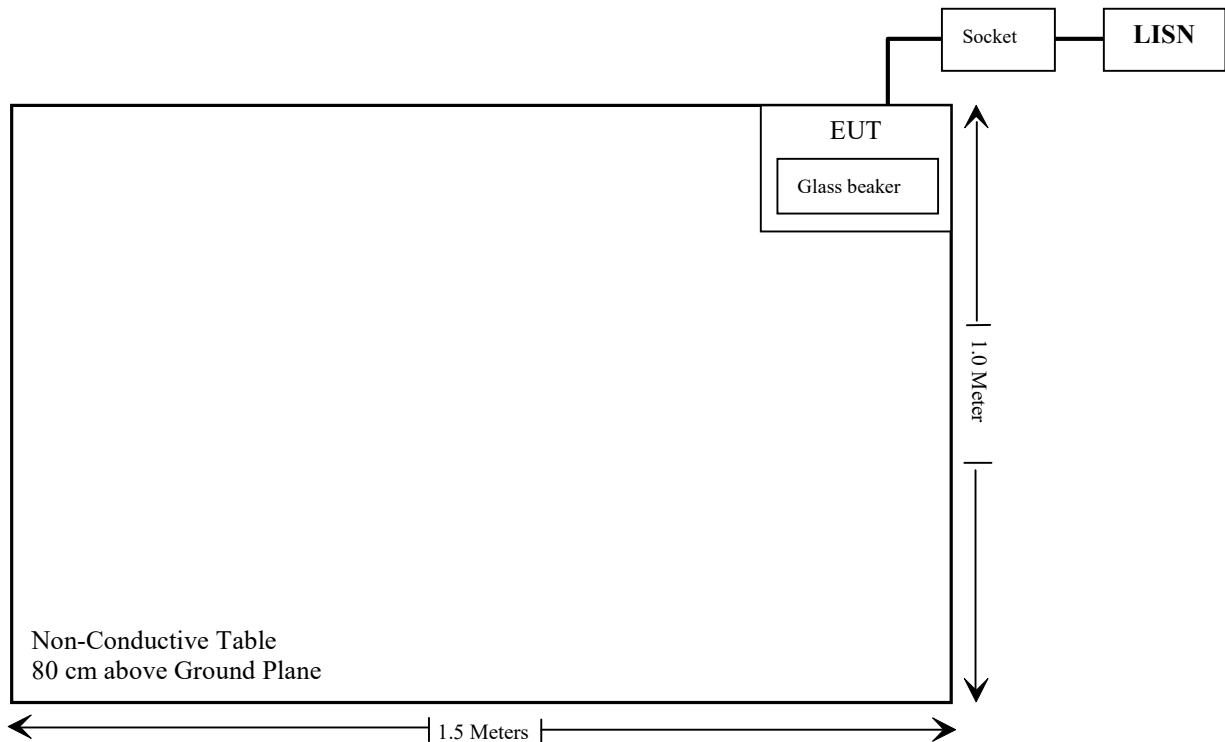 Socket
LISN
EUT
Glass beaker
1.0 Meter
Non-Conductive Table
80 cm above Ground Plane
1.5 Meters